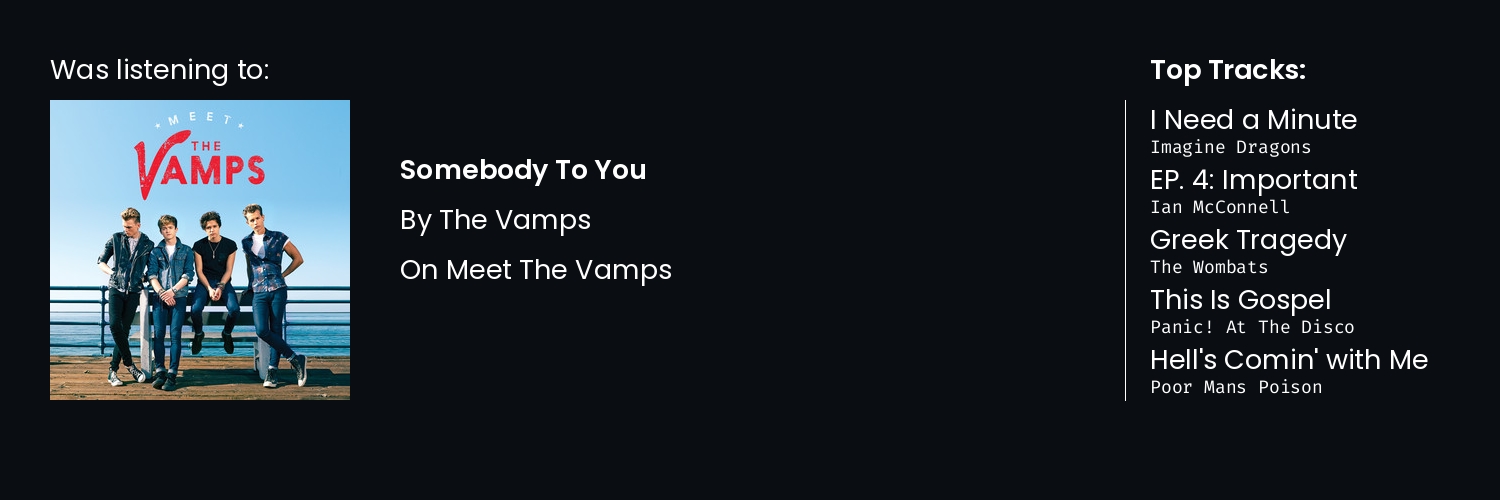 Was listening to:
* MEET *
THE
VAMPS
Somebody To You
By The Vamps
On Meet The Vamps
Top Tracks:
I Need a Minute
Imagine Dragons
EP. 4: Important
Ian McConnell
Greek Tragedy
The Wombats
This Is Gospel
Panic! At The Disco
Hell's Comin' with Me
Poor Mans Poison